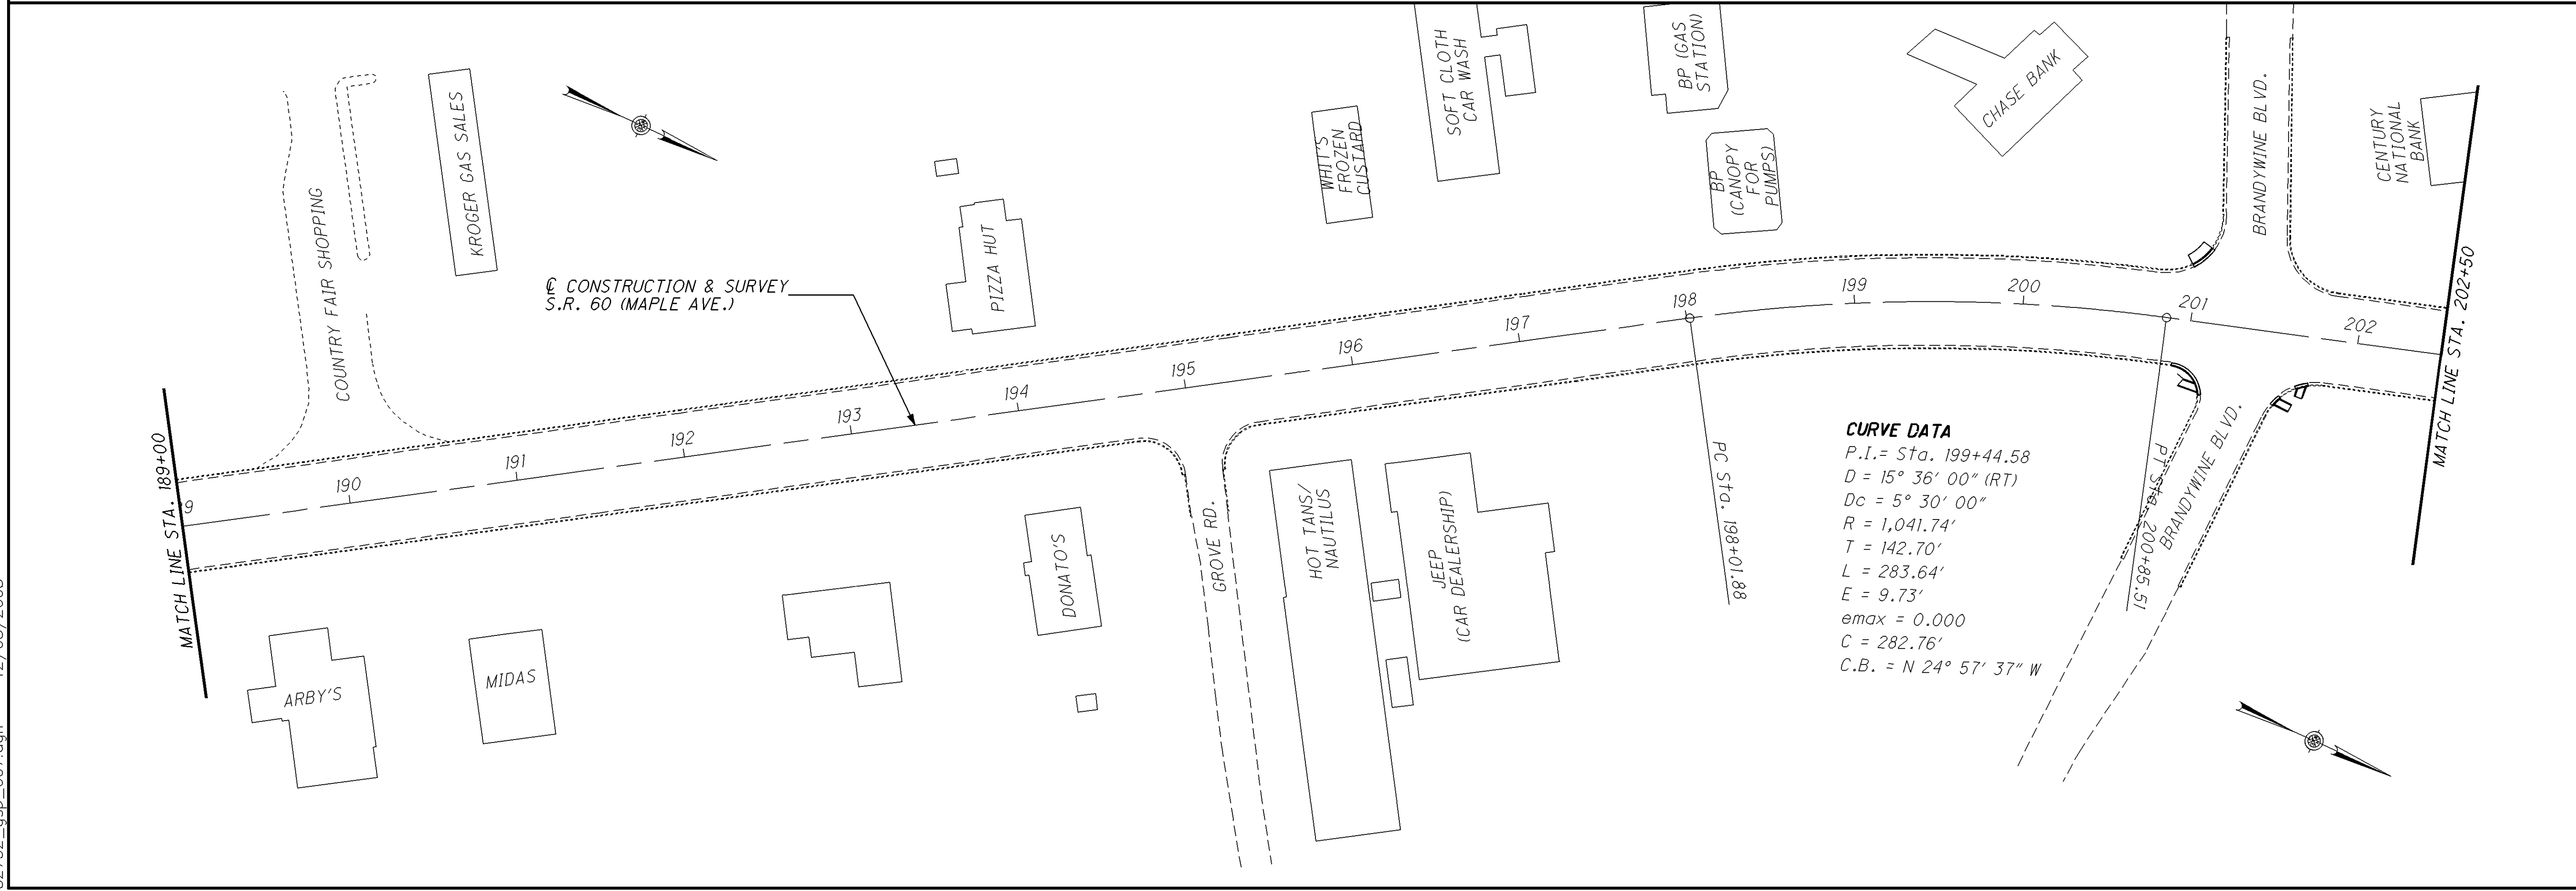 COUNTRY FAIR SHOPPING
KROGER GAS SALES
℄ CONSTRUCTION & SURVEY
S.R. 60 (MAPLE AVE.)
PIZZA HUT
WHIT'S
FROZEN
CUSTARD
SOFT CLOTH
CAR WASH
BP (GAS
STATION)
BP
(CANOPY
FOR
PUMPS)
CHASE BANK
BRANDYWINE BLVD.
CENTURY
NATIONAL
BANK
MATCH LINE STA. 189+00
9
190
191
192
193
194
195
196
197
198
199
200
201
202
MATCH LINE STA. 202+50
ARBY'S
MIDAS
DONATO'S
GROVE RD.
HOT TANS/
NAUTILUS
JEEP
(CAR DEALERSHIP)
PC Sta. 198+01.88
CURVE DATA
P.I.= Sta. 199+44.58
D = 15° 36' 00" (RT)
Dc = 5° 30' 00"
R = 1,041.74'
T = 142.70'
L = 283.64'
E = 9.73'
emax = 0.000
C = 282.76'
C.B. = N 24° 57' 37" W
PT Sta. 200+85.51
BRANDYWINE BLVD.